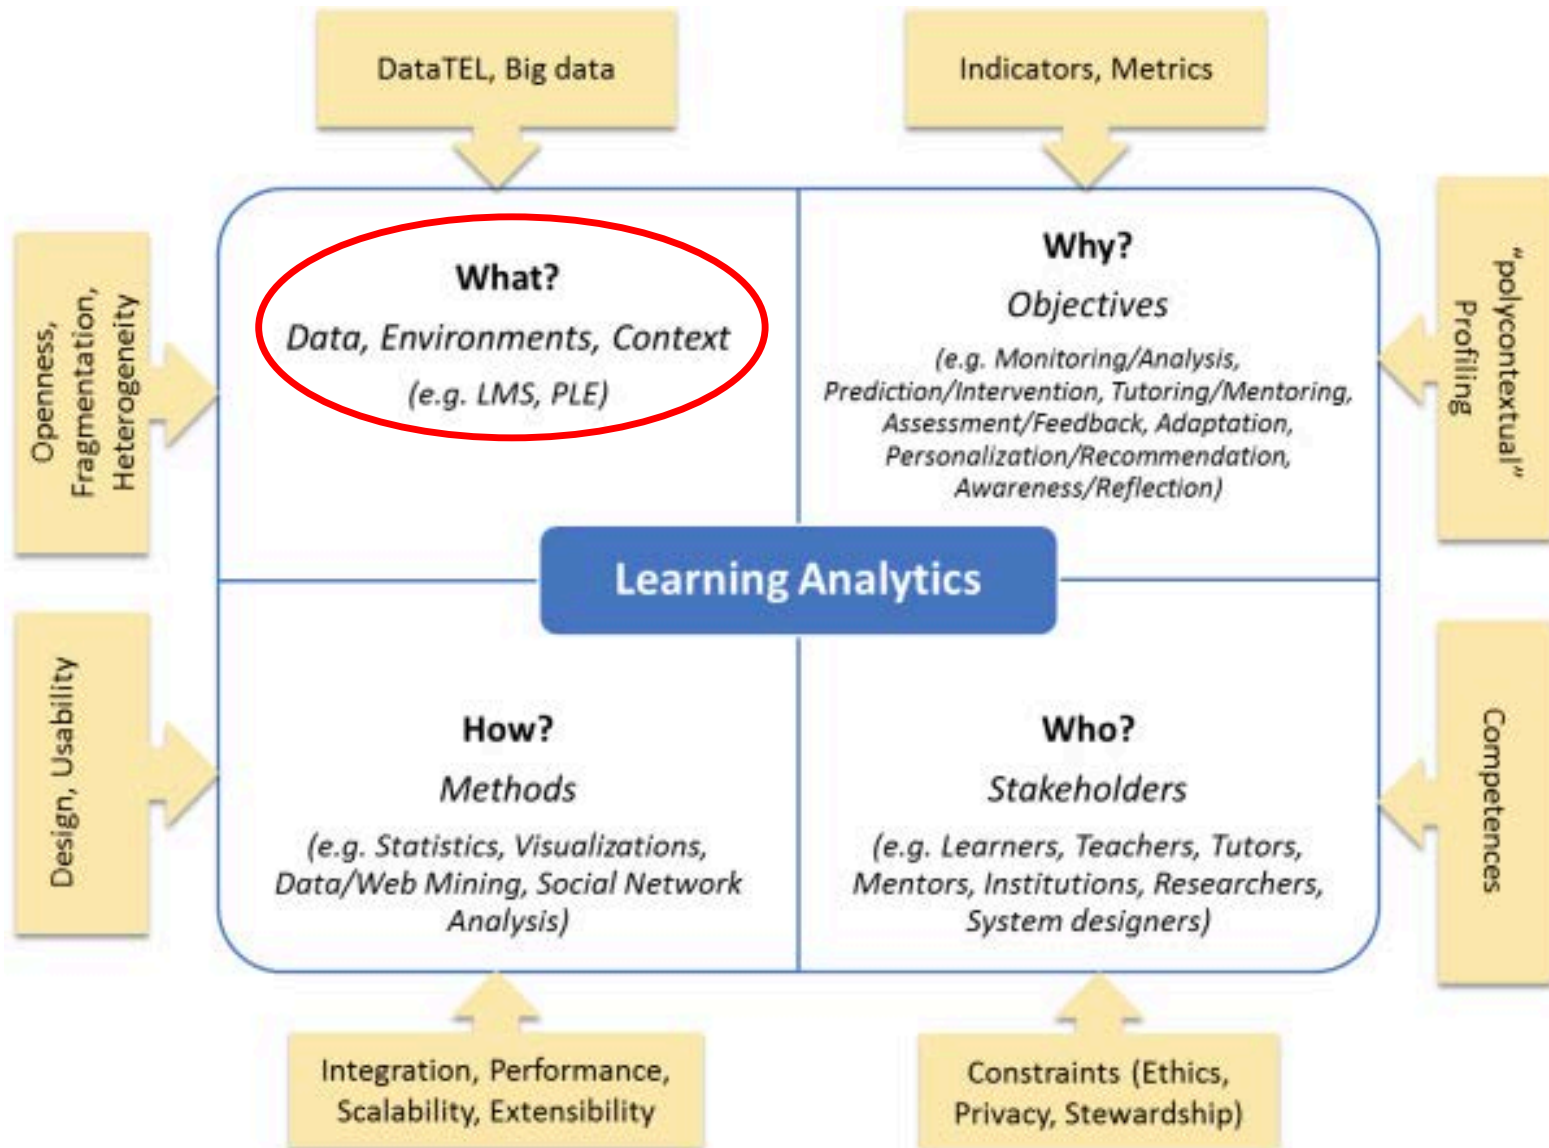 DataTEL, Big data
Indicators, Metrics
Openness,
Fragmentation,
Heterogeneity
What?
Data, Environments, Context
(e.g. LMS, PLE)
Why?
Objectives
(e.g. Monitoring/Analysis,
Prediction/Intervention, Tutoring/Mentoring,
Assessment/Feedback, Adaptation,
Personalization/Recommendation,
Awareness/Reflection)
“polycontextual”
Profiling
Learning Analytics
Design, Usability
How?
Methods
(e.g. Statistics, Visualizations,
Data/Web Mining, Social Network
Analysis)
Who?
Stakeholders
(e.g. Learners, Teachers, Tutors,
Mentors, Institutions, Researchers,
System designers)
Competences
Integration, Performance,
Scalability, Extensibility
Constraints (Ethics,
Privacy, Stewardship)